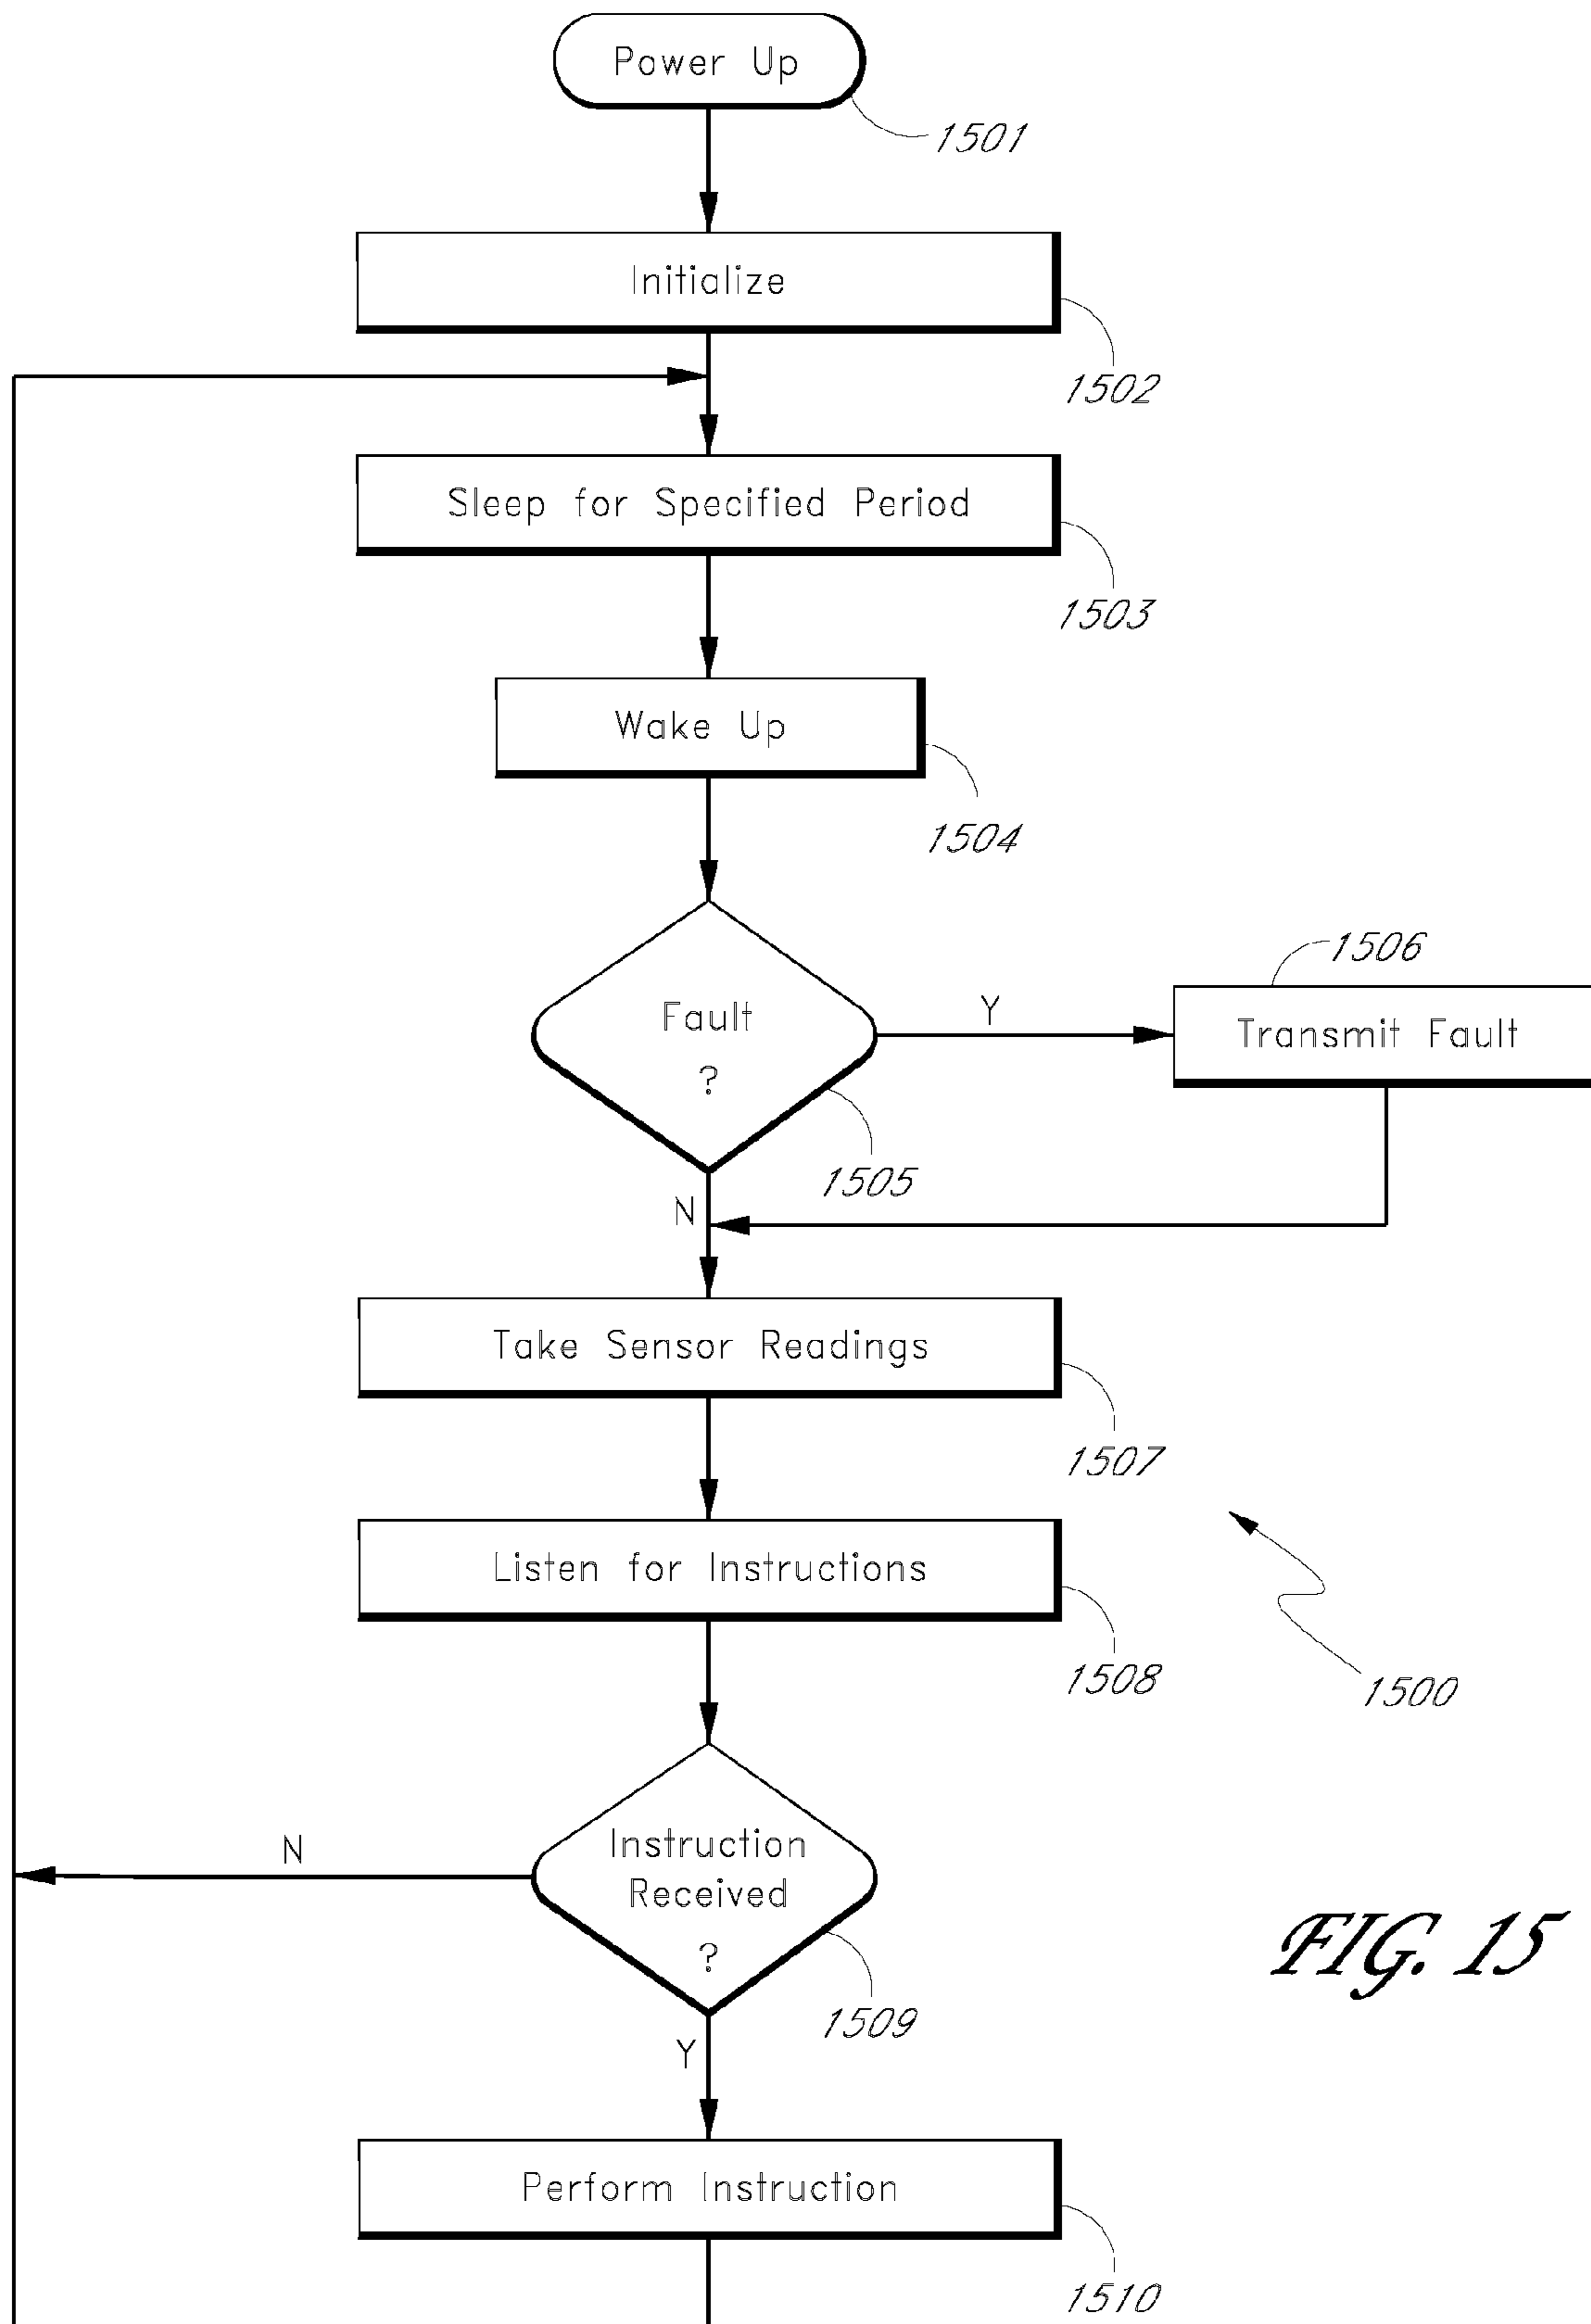 Power Up
1501
Initialize
1502
Sleep for Specified Period
1503
Wake Up
1504
1506
Fault
?
Y
Transmit Fault
1505
N
Take Sensor Readings
1507
Listen for Instructions
1508
1500
N
Instruction
Received
?
FIG. 15
1509
Y
Perform Instruction
1510